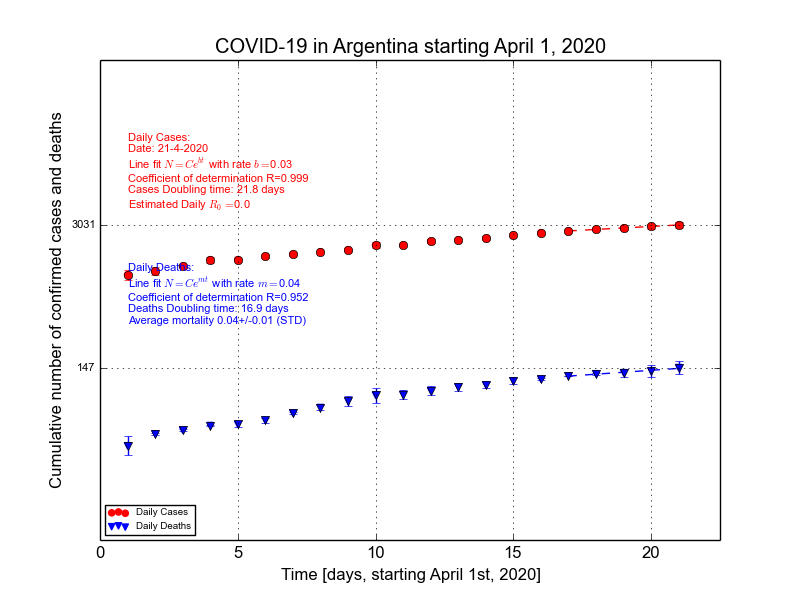 COVID-19 in Argentina starting April 1, 2020
Cumulative number of confirmed cases and deaths
Daily Cases:
Date: 21-4-2020
Line fit N = Ce^{bt} with rate b = 0.03
Coefficient of determination R=0.999
Cases Doubling time: 21.8 days
Estimated Daily R_0 = 0.0
3031
Daily Deaths:
Line fit N = Ce^{mt} with rate m = 0.04
Coefficient of determination R=0.952
Deaths Doubling time: 16.9 days
Average mortality 0.04+/-0.01 (STD)
147
Daily Cases
Daily Deaths
0 5 10 15 20
Time [days, starting April 1st, 2020]